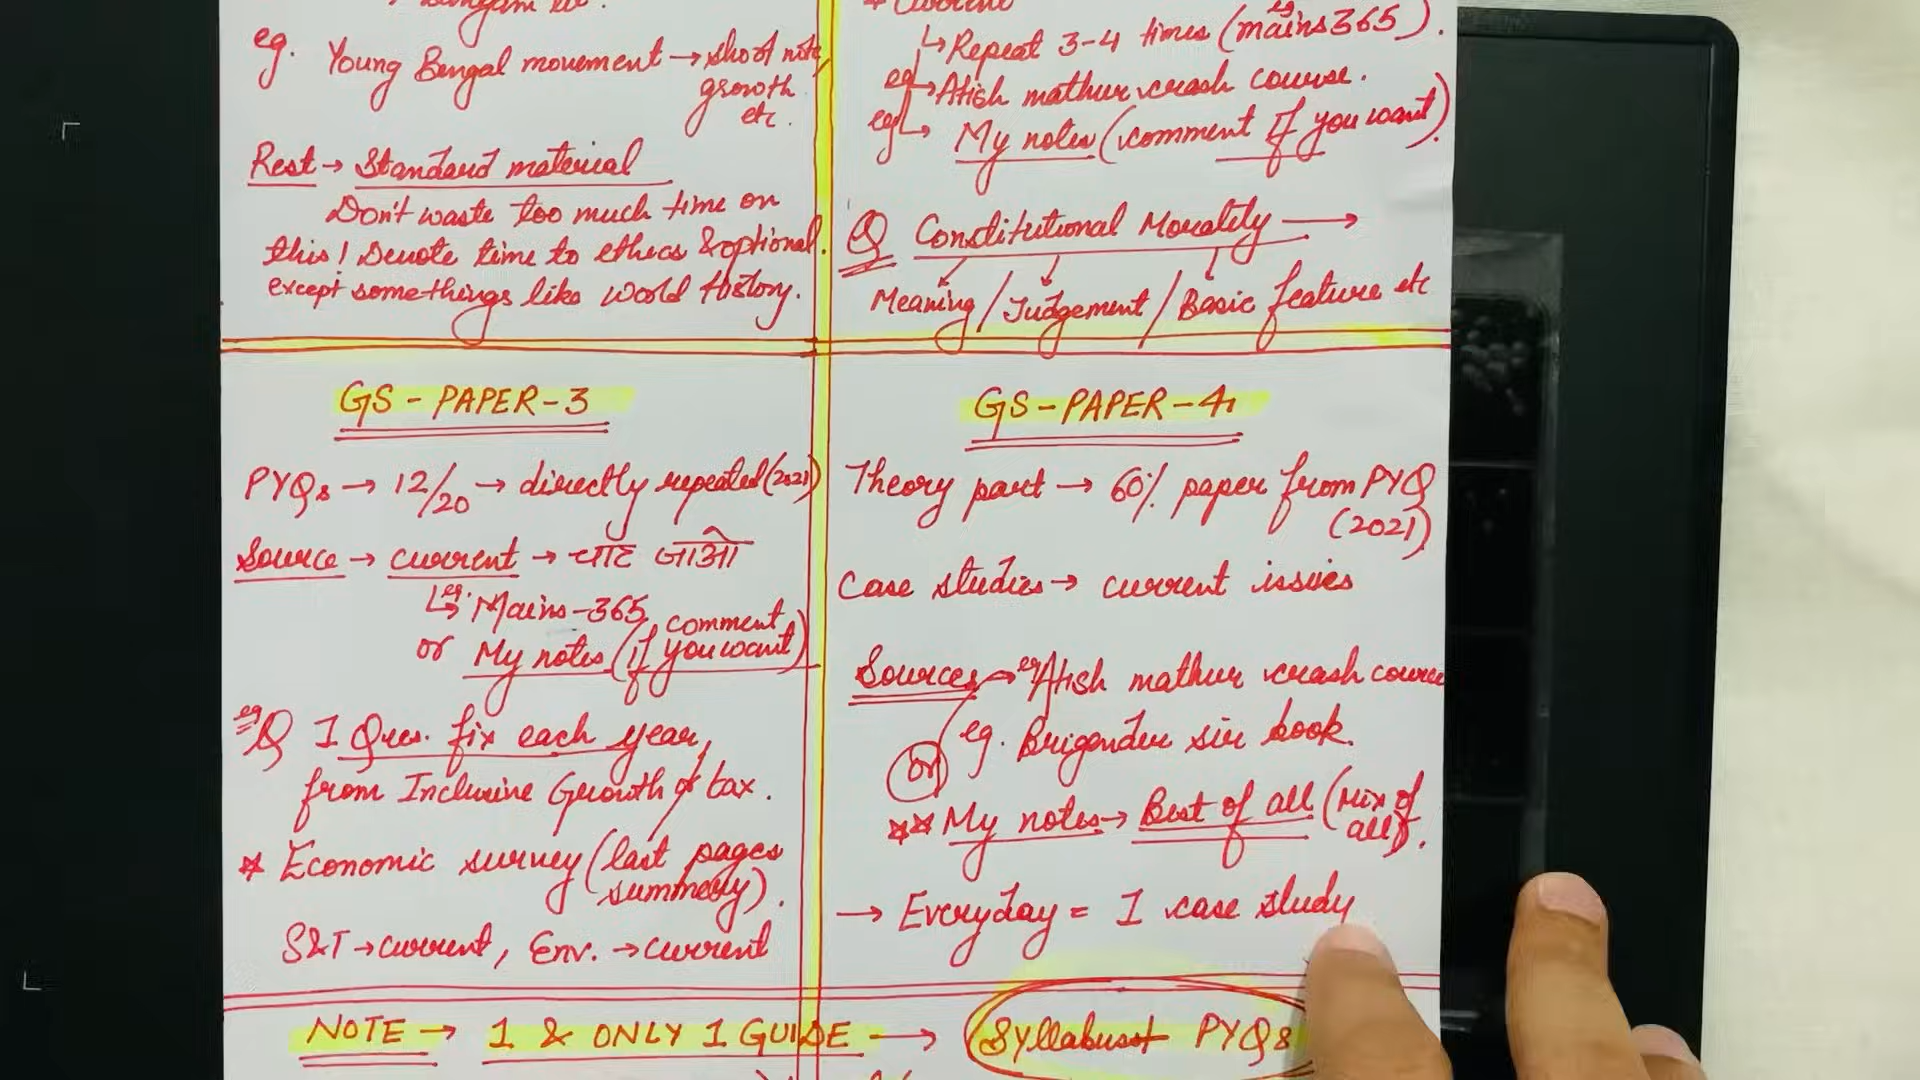 eg. Young Bengal movement → short note,
growth
etc.
Rest → Standard material
Don't waste too much time on
this! Devote time to ethics & optional.
except somethings like world History.
* Current
↳ Repeat 3-4 times (eg mains 365).
eg → Atish mathur crash course.
eg ↳ My notes (comment if you want).
Q Constitutional Morality →
Meaning / Judgement / Basic feature etc
GS-PAPER-3
PYQs → 12/20 → directly repeated (2021)
Source → current → चाट जाओ
↳ eg. Mains-365
or My notes (comment if you want)
eg Q 1 Ques. fix each year,
from Inclusive Growth & tax.
* Economic survey (last pages
summary).
S&T → current, Env. → current
GS-PAPER-4
Theory part → 60% paper from PYQ
(2021)
Case studies → current issues
Sources → eg Atish mathur crash course
eg. Brigender sir book.
or
** My notes → Best of all (Mix of
all).
→ Everyday = 1 case study
NOTE → 1 & ONLY 1 GUIDE → Syllabus+ PYQs